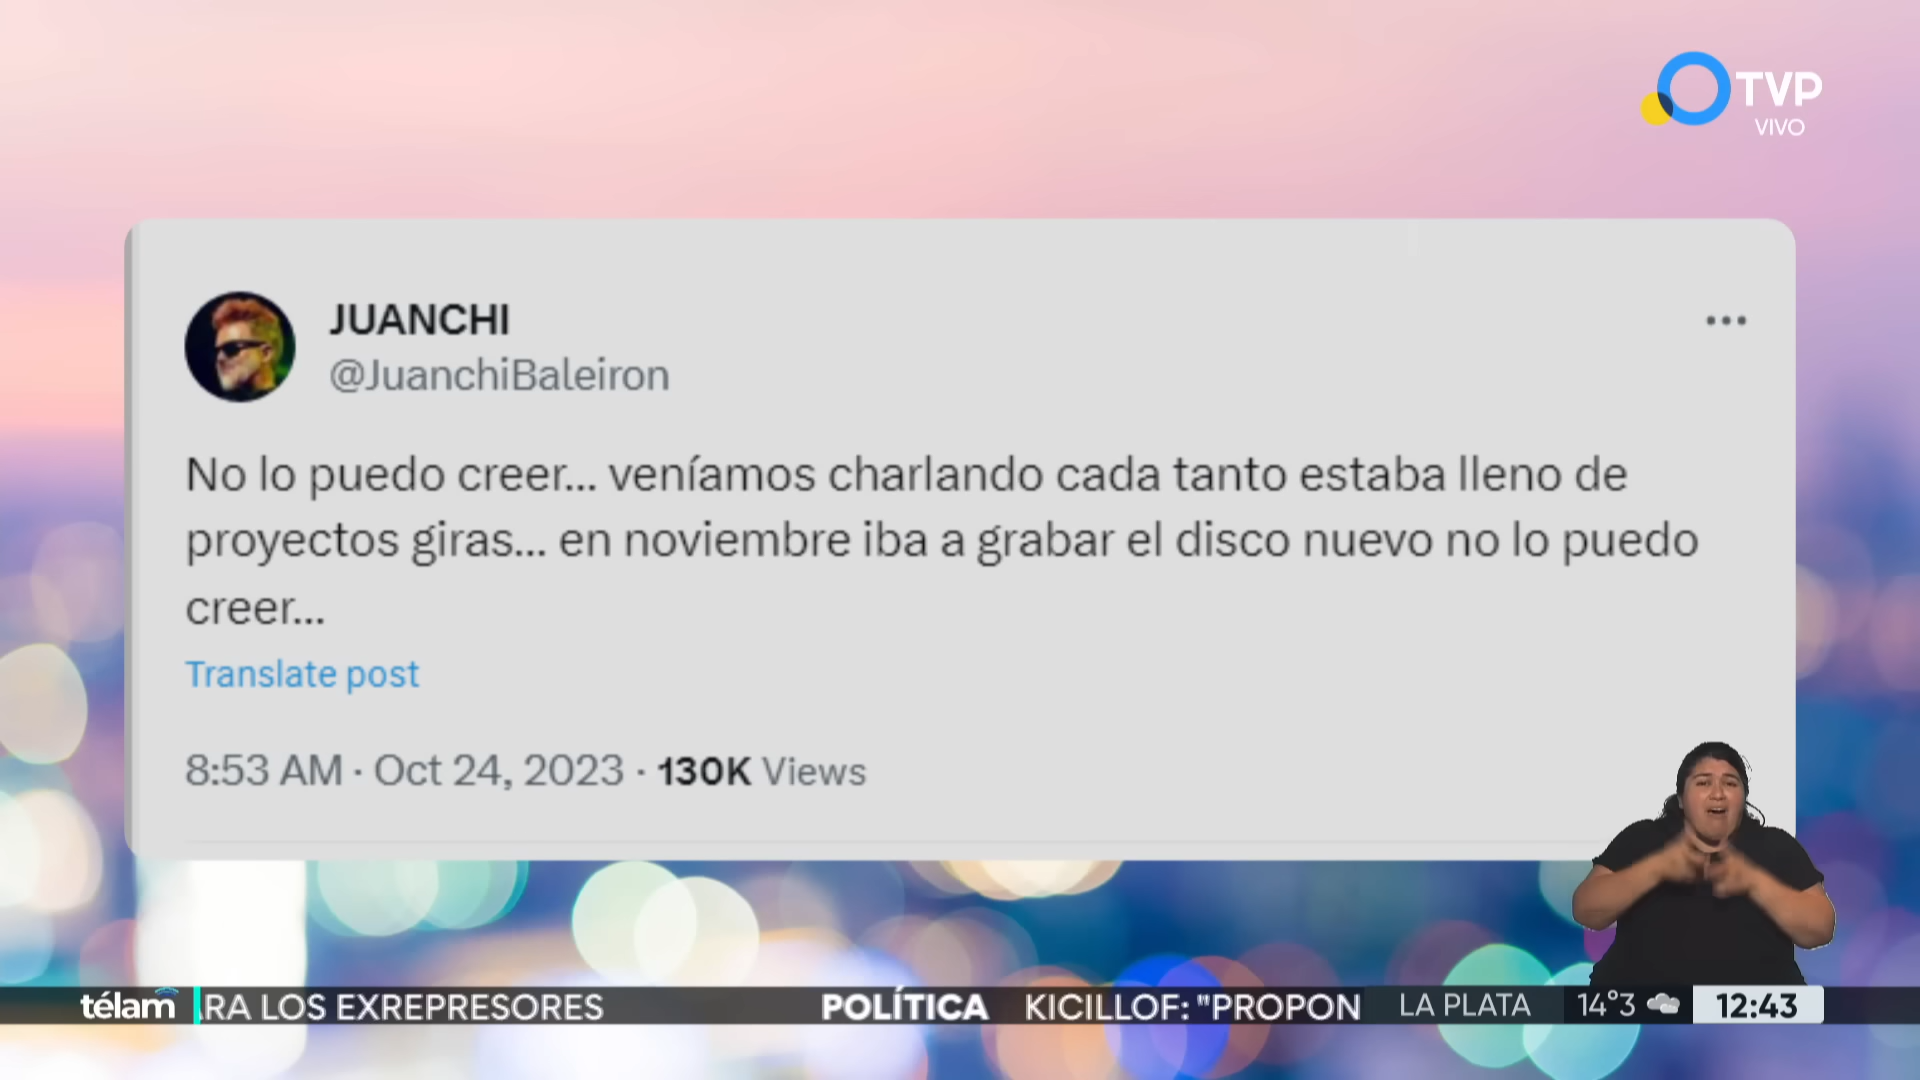 TVP
VIVO
JUANCHI
@JuanchiBaleiron
No lo puedo creer... veníamos charlando cada tanto estaba lleno de
proyectos giras... en noviembre iba a grabar el disco nuevo no lo puedo
creer...
Translate post
8:53 AM · Oct 24, 2023 · 130K Views
télam RA LOS EXREPRESORES POLÍTICA KICILLOF: "PROPON LA PLATA 14°3 12:43